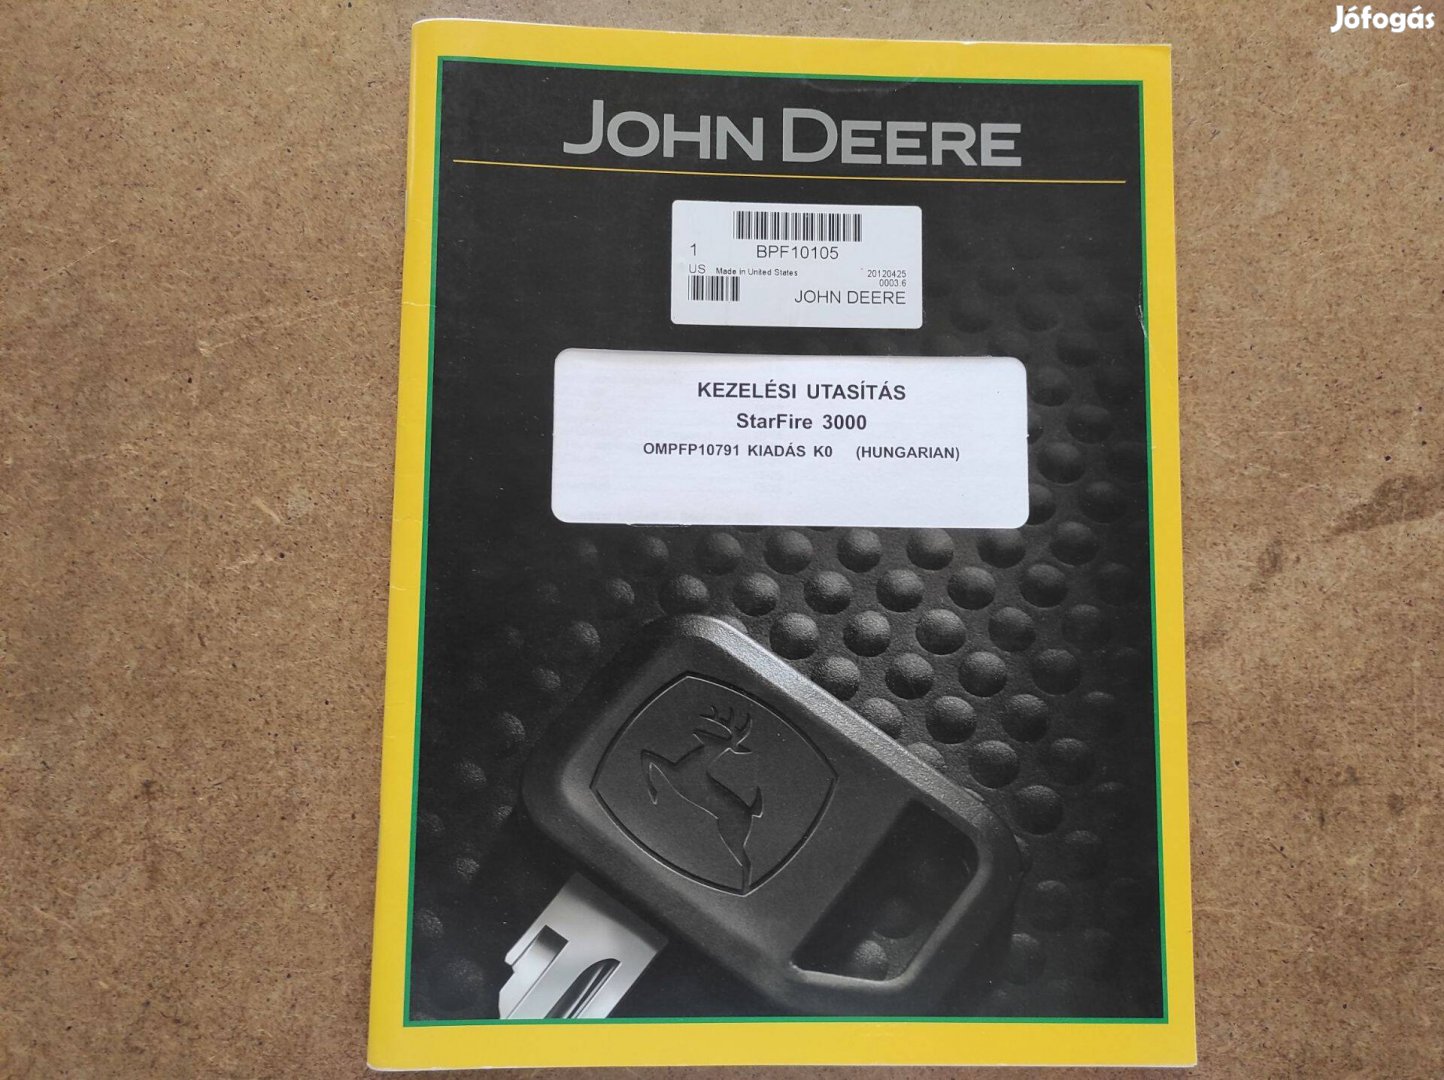 Jófogás
JOHN DEERE
1 BPF10105
US Made in United States 20120425
0003.6
JOHN DEERE
KEZELÉSI UTASÍTÁS
StarFire 3000
OMPFP10791 KIADÁS K0 (HUNGARIAN)